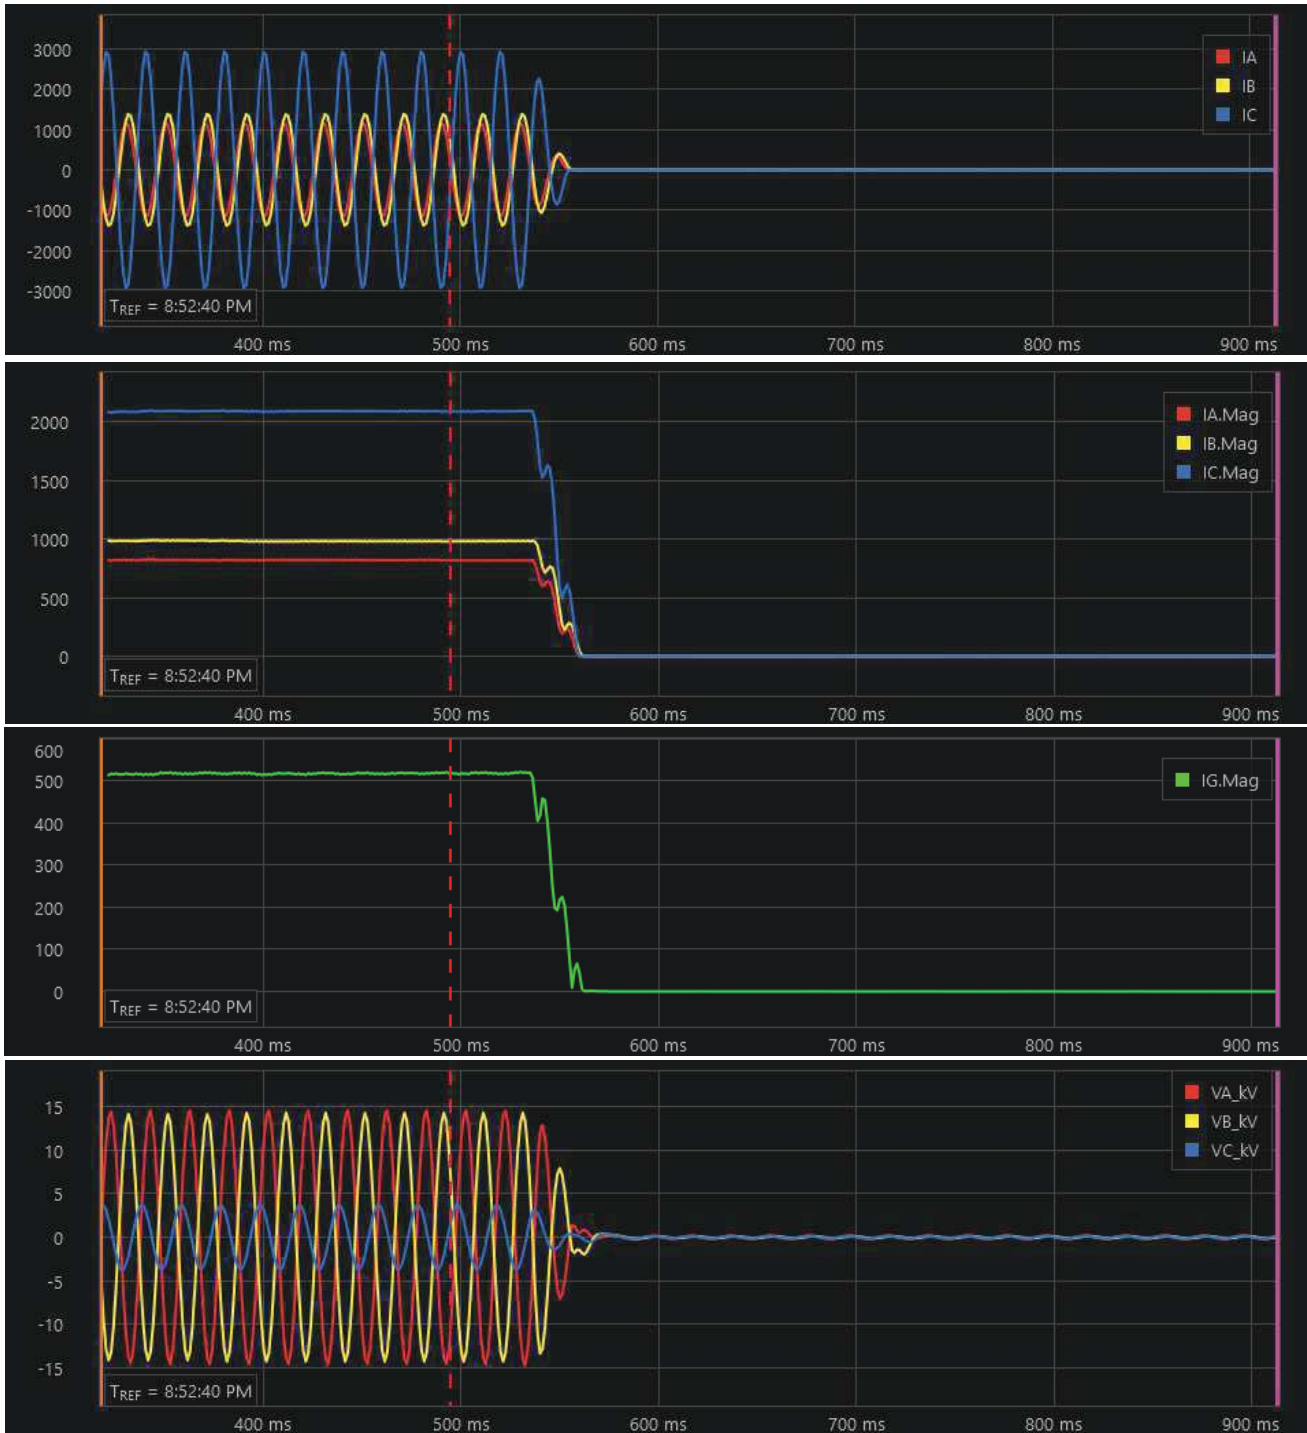 3000
2000
1000
0
-1000
-2000
-3000
IA
IB
IC
TREF = 8:52:40 PM
400 ms
500 ms
600 ms
700 ms
800 ms
900 ms
2000
1500
1000
500
0
IA.Mag
IB.Mag
IC.Mag
TREF = 8:52:40 PM
400 ms
500 ms
600 ms
700 ms
800 ms
900 ms
600
500
400
300
200
100
0
IG.Mag
TREF = 8:52:40 PM
400 ms
500 ms
600 ms
700 ms
800 ms
900 ms
15
10
5
0
-5
-10
-15
VA_kV
VB_kV
VC_kV
TREF = 8:52:40 PM
400 ms
500 ms
600 ms
700 ms
800 ms
900 ms